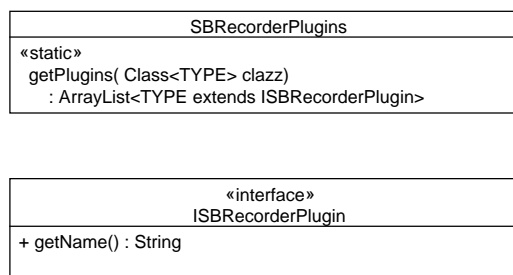 SBRecorderPlugins
«static»
getPlugins( Class<TYPE> clazz)
: ArrayList<TYPE extends ISBRecorderPlugin>
«interface»
ISBRecorderPlugin
+ getName() : String